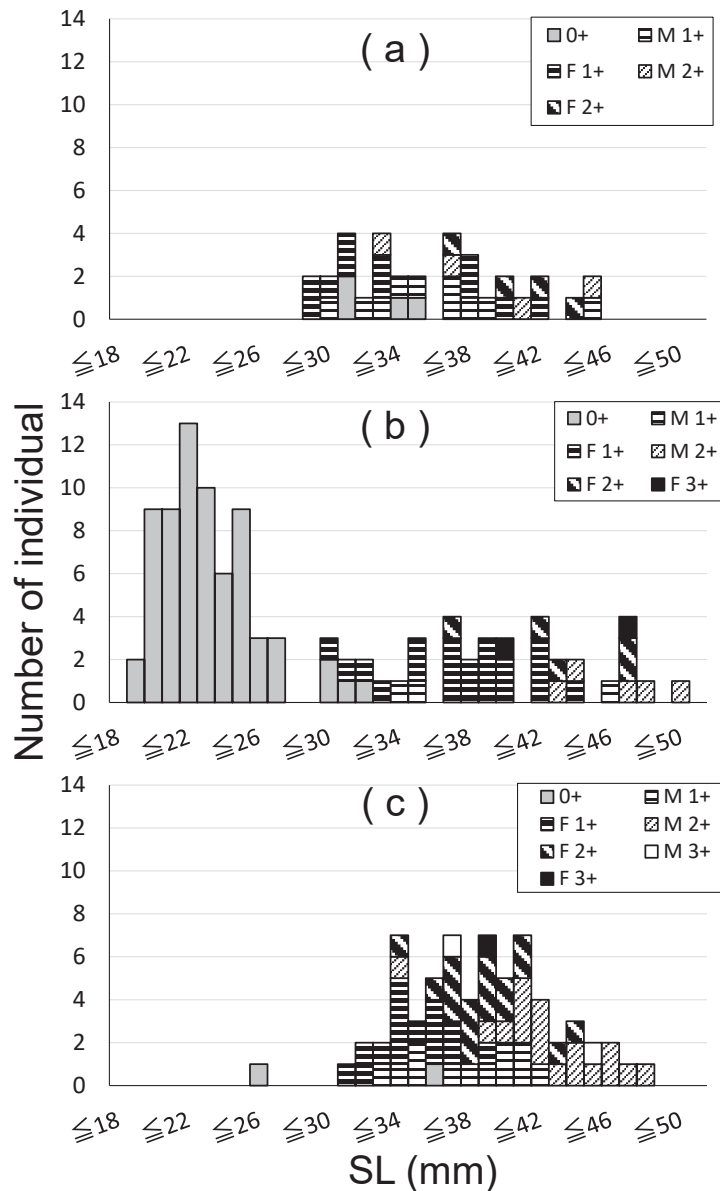 ( a )
0+ M 1+
F 1+ M 2+
F 2+
14
12
10
8
6
4
2
0
≦18 ≦22 ≦26 ≦30 ≦34 ≦38 ≦42 ≦46 ≦50
Number of individual
( b )
0+ M 1+
F 1+ M 2+
F 2+ F 3+
14
12
10
8
6
4
2
0
≦18 ≦22 ≦26 ≦30 ≦34 ≦38 ≦42 ≦46 ≦50
( c )
0+ M 1+
F 1+ M 2+
F 2+ M 3+
F 3+
14
12
10
8
6
4
2
0
≦18 ≦22 ≦26 ≦30 ≦34 ≦38 ≦42 ≦46 ≦50
SL (mm)